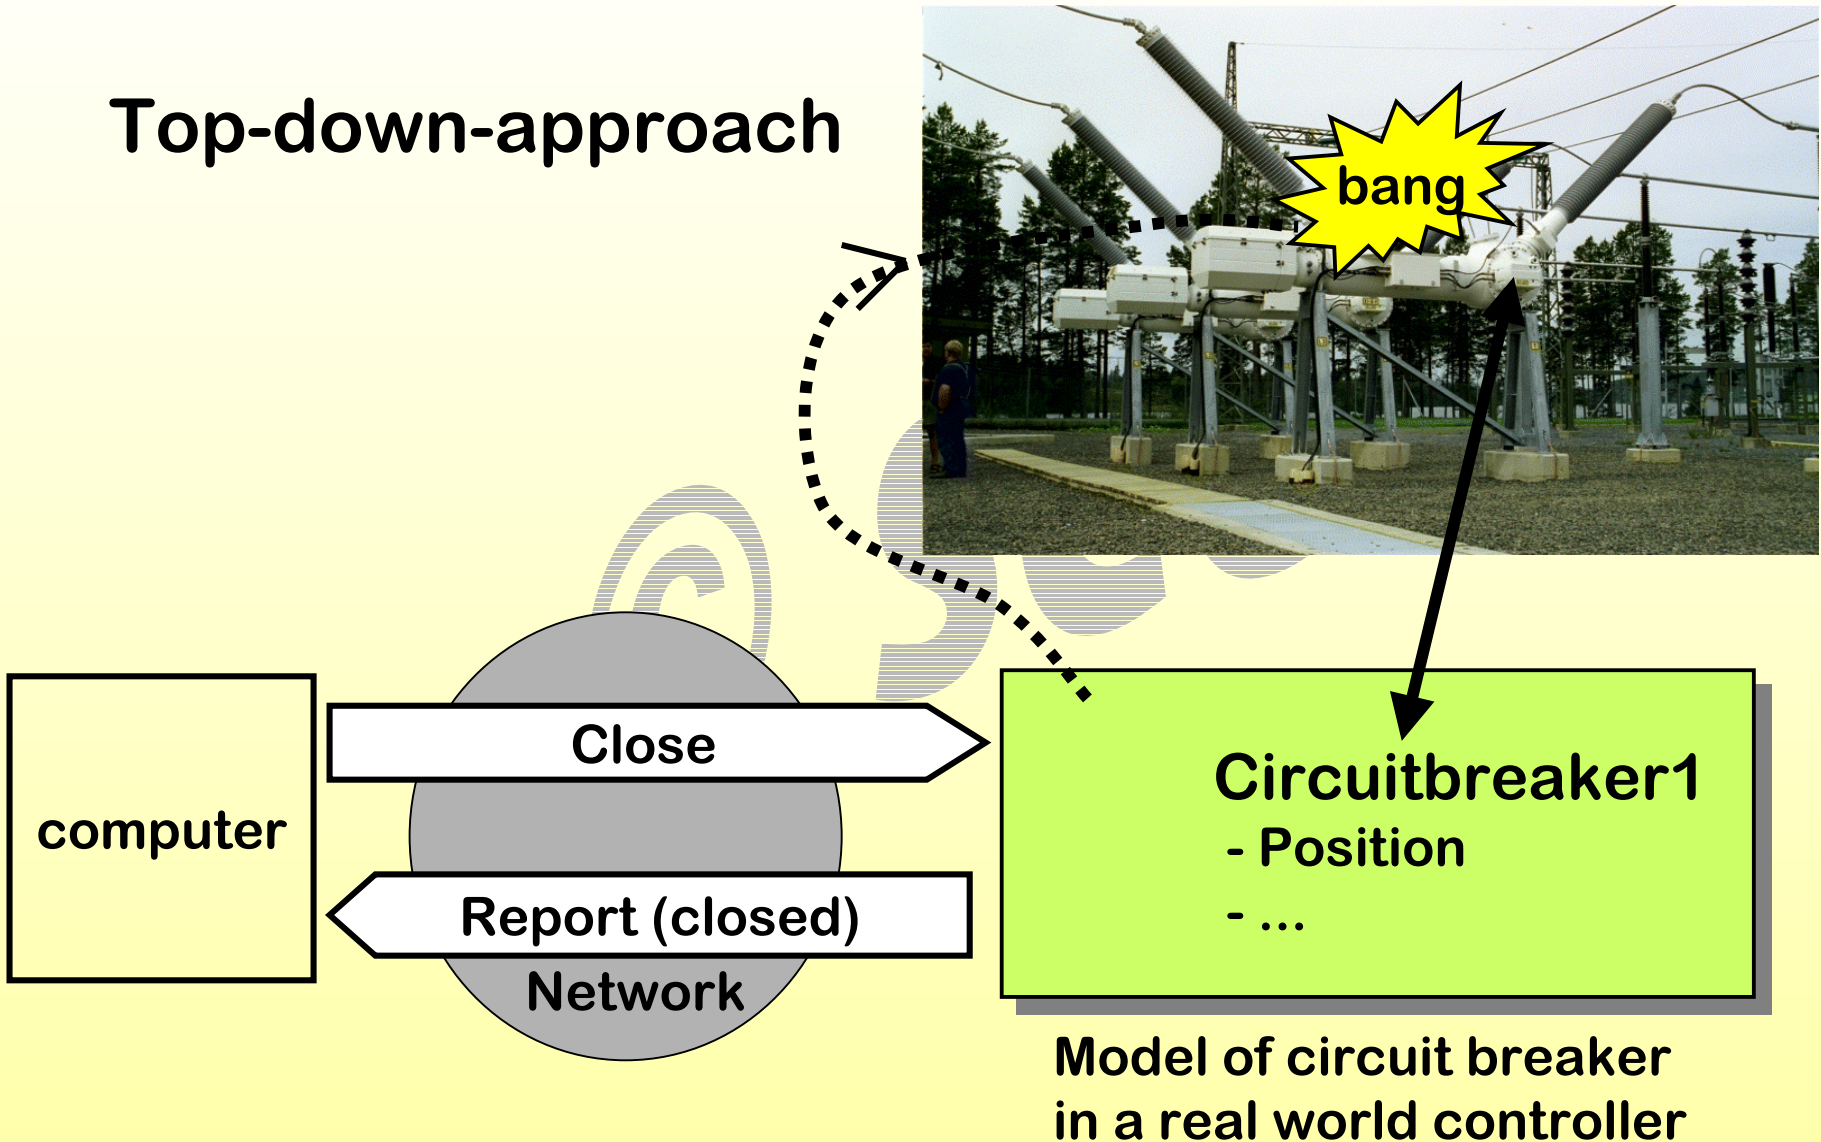 Top-down-approach
bang
Close
computer
Circuitbreaker1
- Position
- ...
Report (closed)
Network
Model of circuit breaker
in a real world controller